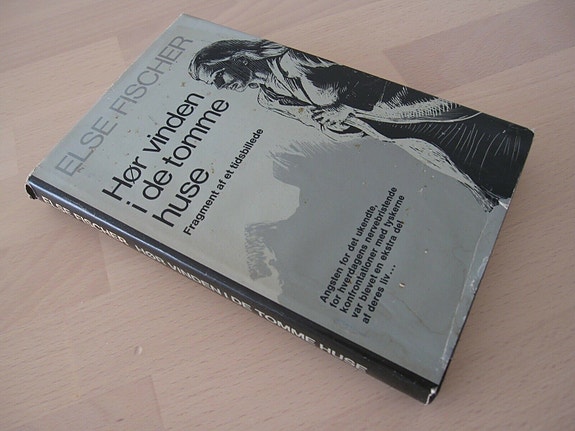 ELSE FISCHER
Hør vinden
i de tomme
huse
Fragment af et tidsbillede
Angsten for det ukendte,
for hverdagens nervebristende
konfrontationer med tyskerne
var blevet en ekstra del
af deres liv...
ELSE FISCHER HØR VINDEN I DE TOMME HUSE